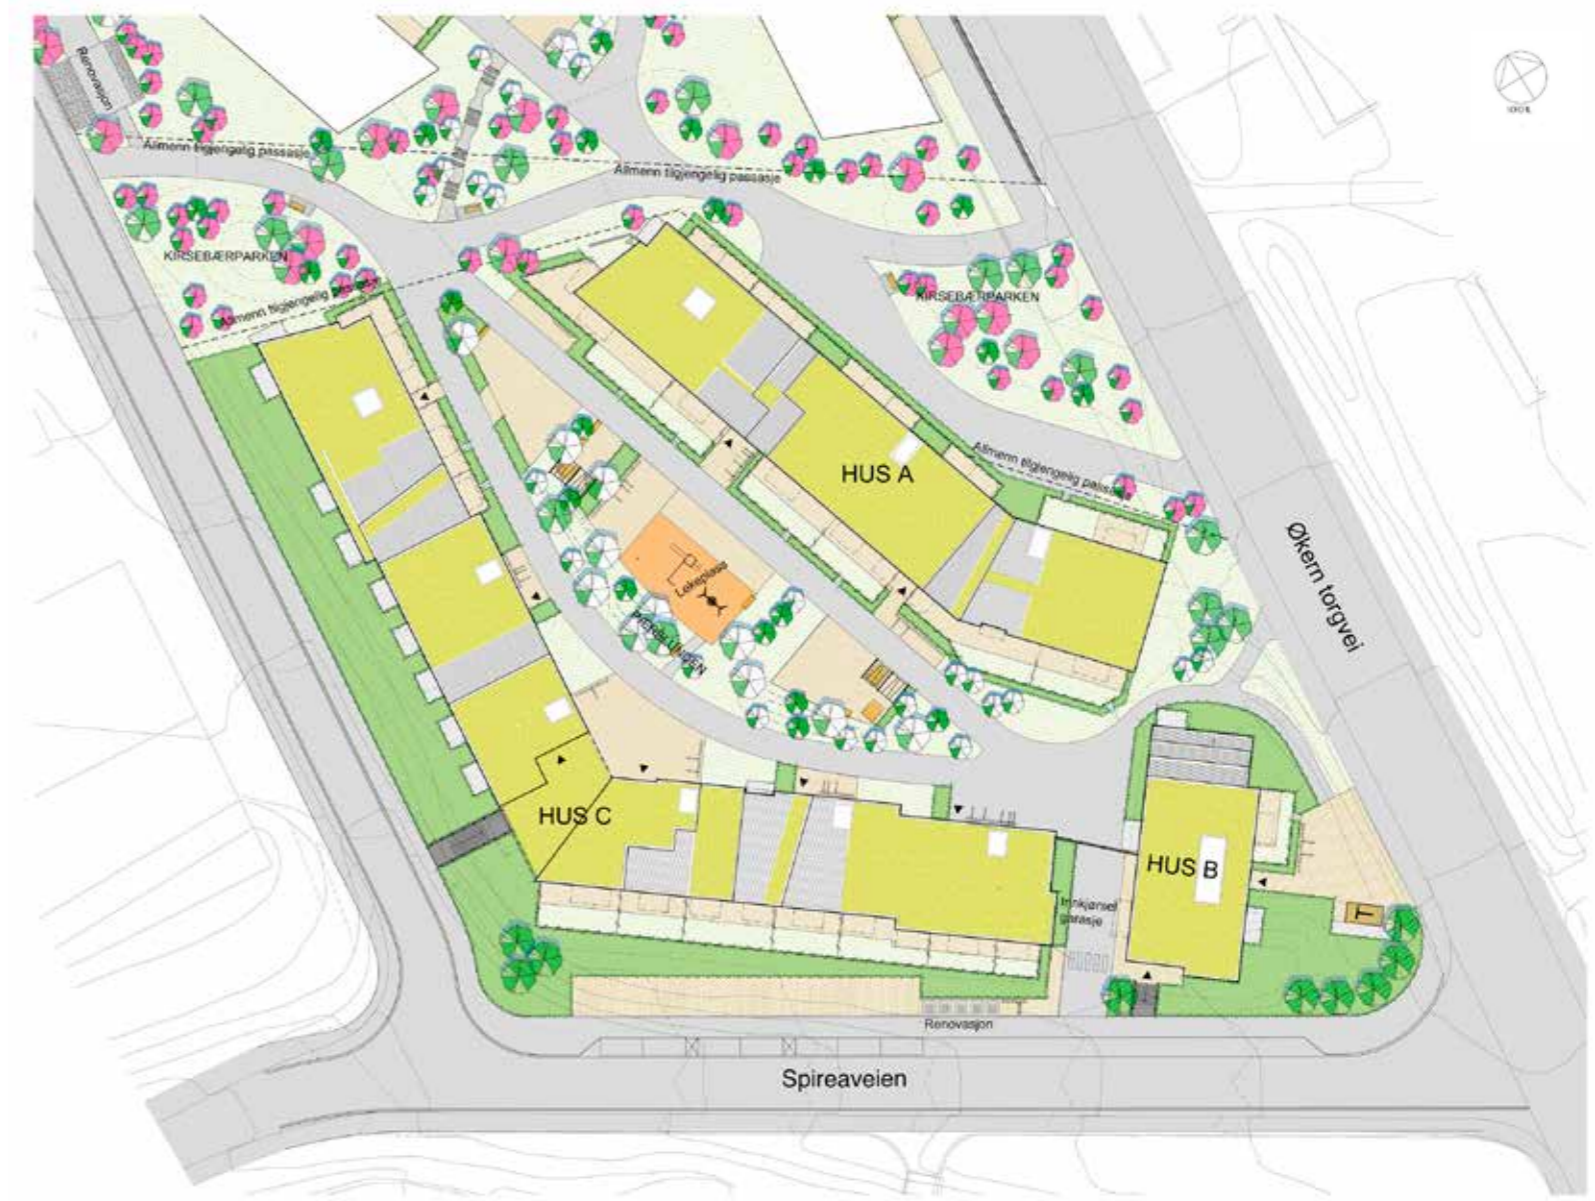 Renovasjon
Allmenn tilgjengelig passasje
Allmenn tilgjengelig passasje
KIRSEBÆRPARKEN
Allmenn tilgjengelig passasje
KIRSEBÆRPARKEN
HUS A
Allmenn tilgjengelig passasje
Økern torgvei
Lekeplass
HUS C
HUS B
Innkjørsel
garasje
T
Renovasjon
Spireaveien